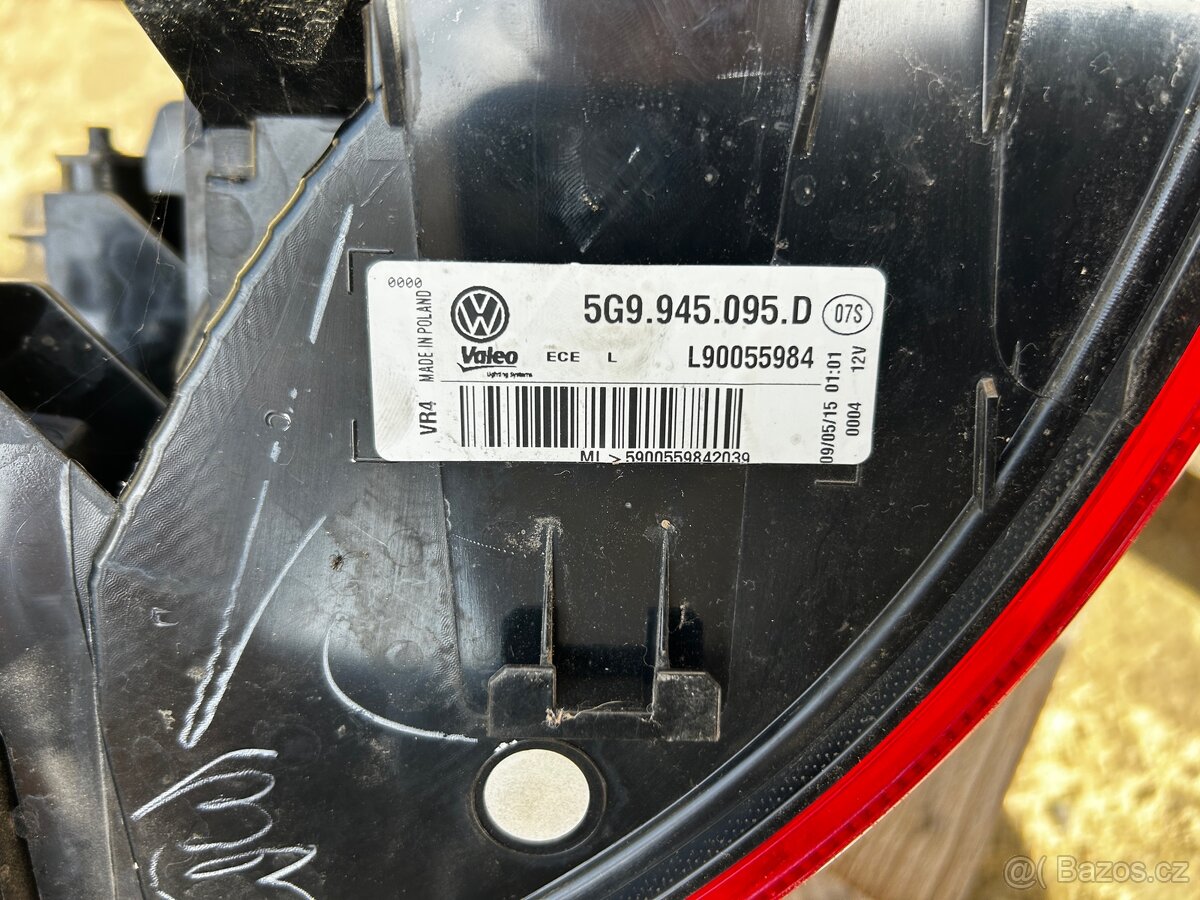 0000
MADE IN POLAND
VR4
VW
Valeo
Lighting Systems
ECE L
5G9.945.095.D
07S
L90055984
ML>5900559842039
09/05/15 01:01
0004 12V
© Bazos.cz